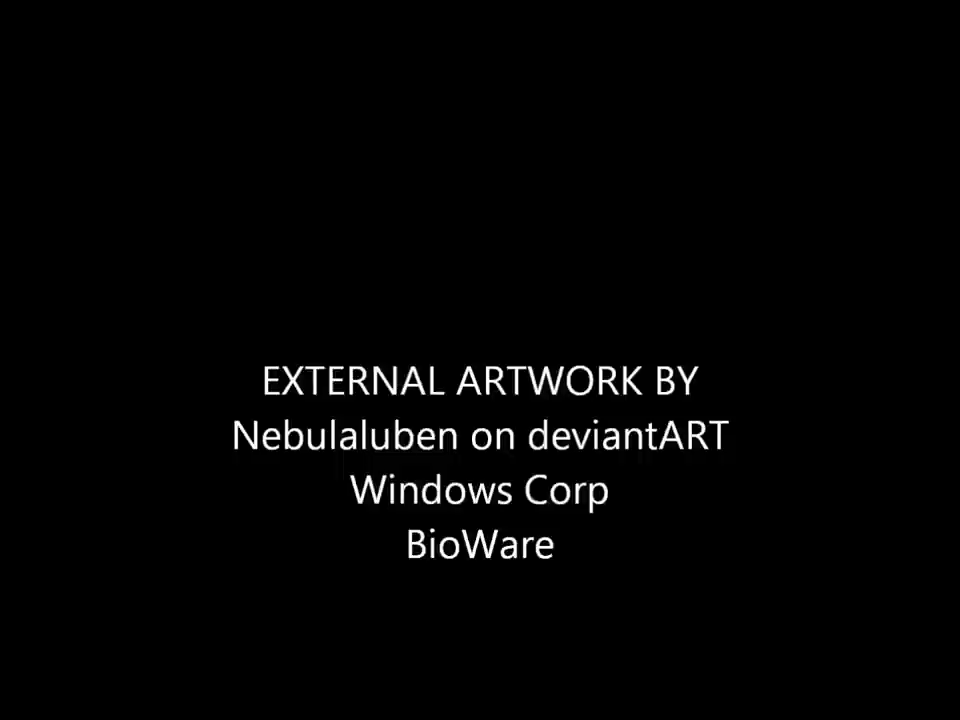 EXTERNAL ARTWORK BY
Nebulaluben on deviantART
Windows Corp
BioWare